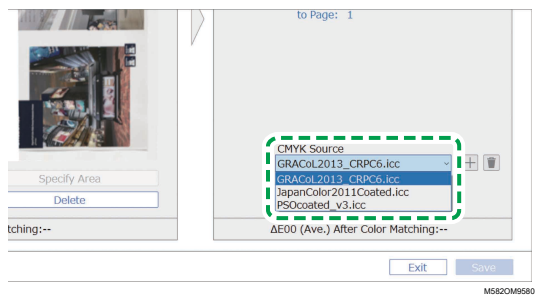 to Page: 1
CMYK Source
GRACoL2013_CRPC6.icc
GRACoL2013_CRPC6.icc
JapanColor2011Coated.icc
PSOcoated_v3.icc
Specify Area
Delete
tching:--
ΔE00 (Ave.) After Color Matching:--
Exit
Save
M582OM9580